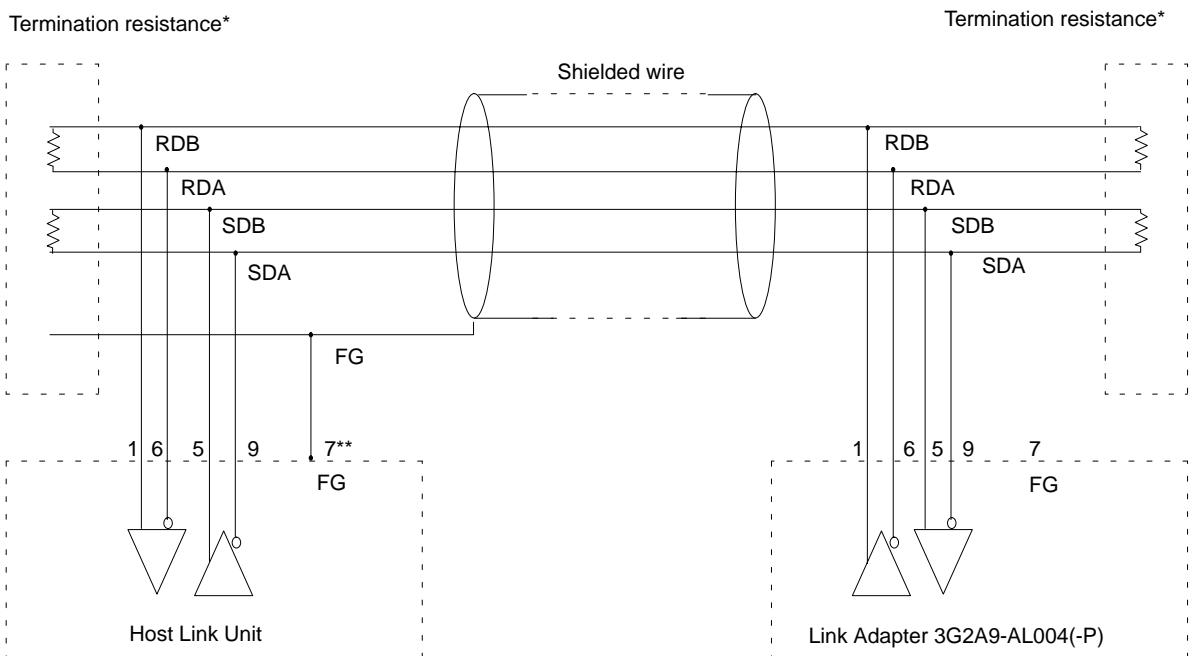 Termination resistance*
Termination resistance*
Shielded wire
RDB
RDB
RDA
RDA
SDB
SDB
SDA
SDA
FG
1 6 5 9 7**
1 6 5 9 7
FG
FG
Host Link Unit
Link Adapter 3G2A9-AL004(-P)